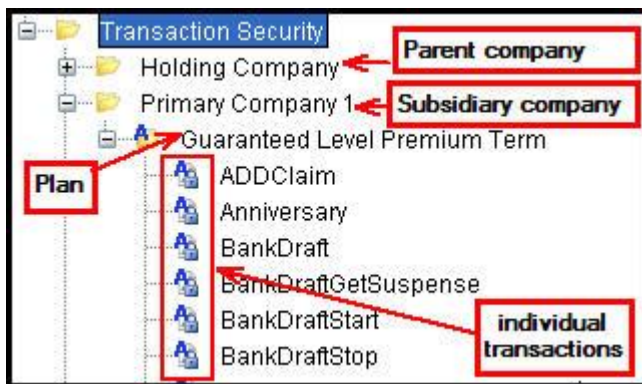 Transaction Security
Holding Company
Parent company
Primary Company 1
Subsidiary company
Guaranteed Level Premium Term
Plan
ADDClaim
Anniversary
BankDraft
BankDraftGetSuspense
BankDraftStart
BankDraftStop
individual
transactions